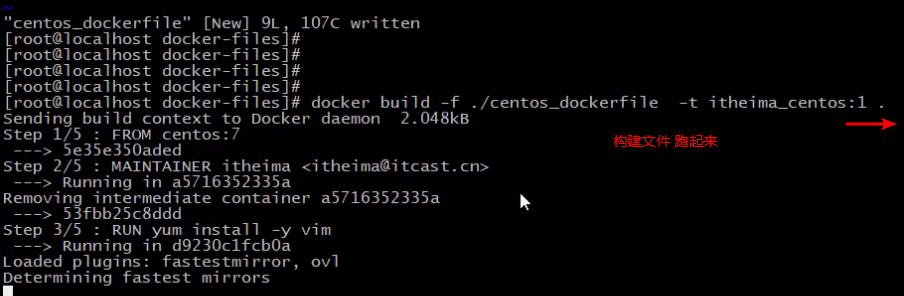 ~
"centos_dockerfile" [New] 9L, 107C written
[root@localhost docker-files]#
[root@localhost docker-files]#
[root@localhost docker-files]#
[root@localhost docker-files]#
[root@localhost docker-files]# docker build -f ./centos_dockerfile  -t itheima_centos:1 .
Sending build context to Docker daemon  2.048kB
Step 1/5 : FROM centos:7
 ---> 5e35e350aded
构建文件 跑起来
Step 2/5 : MAINTAINER itheima <itheima@itcast.cn>
 ---> Running in a5716352335a
Removing intermediate container a5716352335a
 ---> 53fbb25c8ddd
Step 3/5 : RUN yum install -y vim
 ---> Running in d9230c1fcb0a
Loaded plugins: fastestmirror, ovl
Determining fastest mirrors